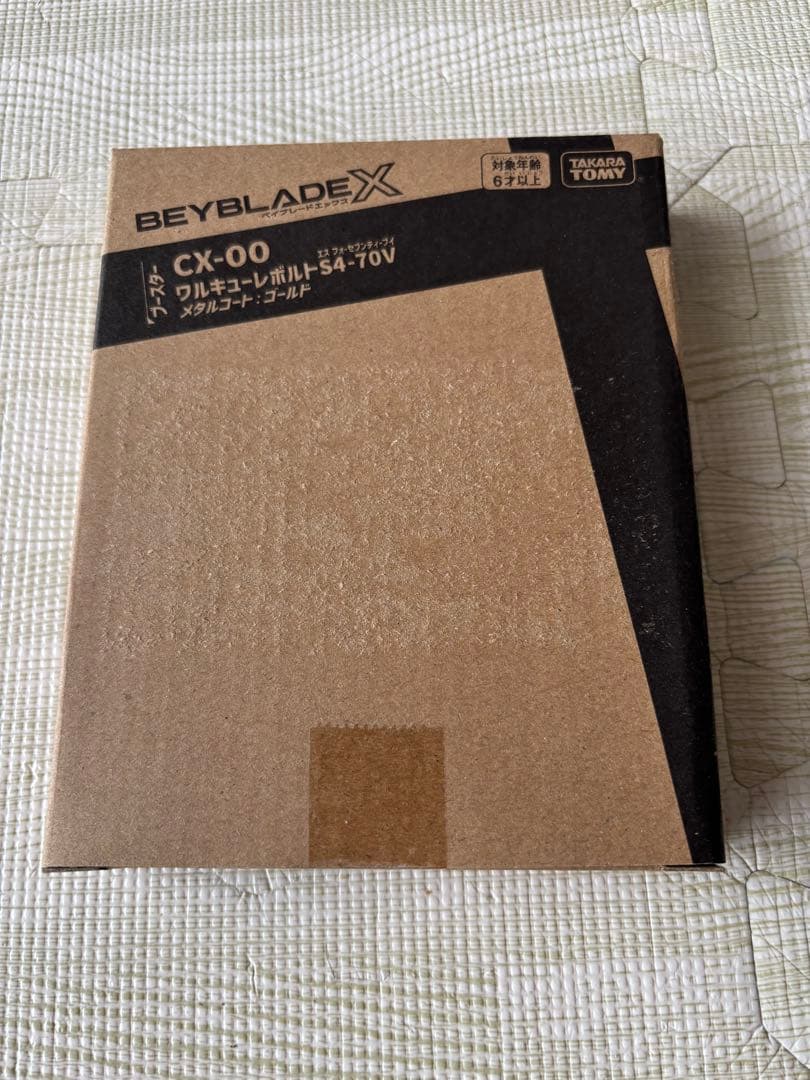 BEYBLADE X
ベイブレードエックス
対象年齢
6才以上
TAKARA
TOMY
ブースター
CX-00
エス フォー セブンティ ブイ
ワルキューレボルトS4-70V
メタルコート：ゴールド